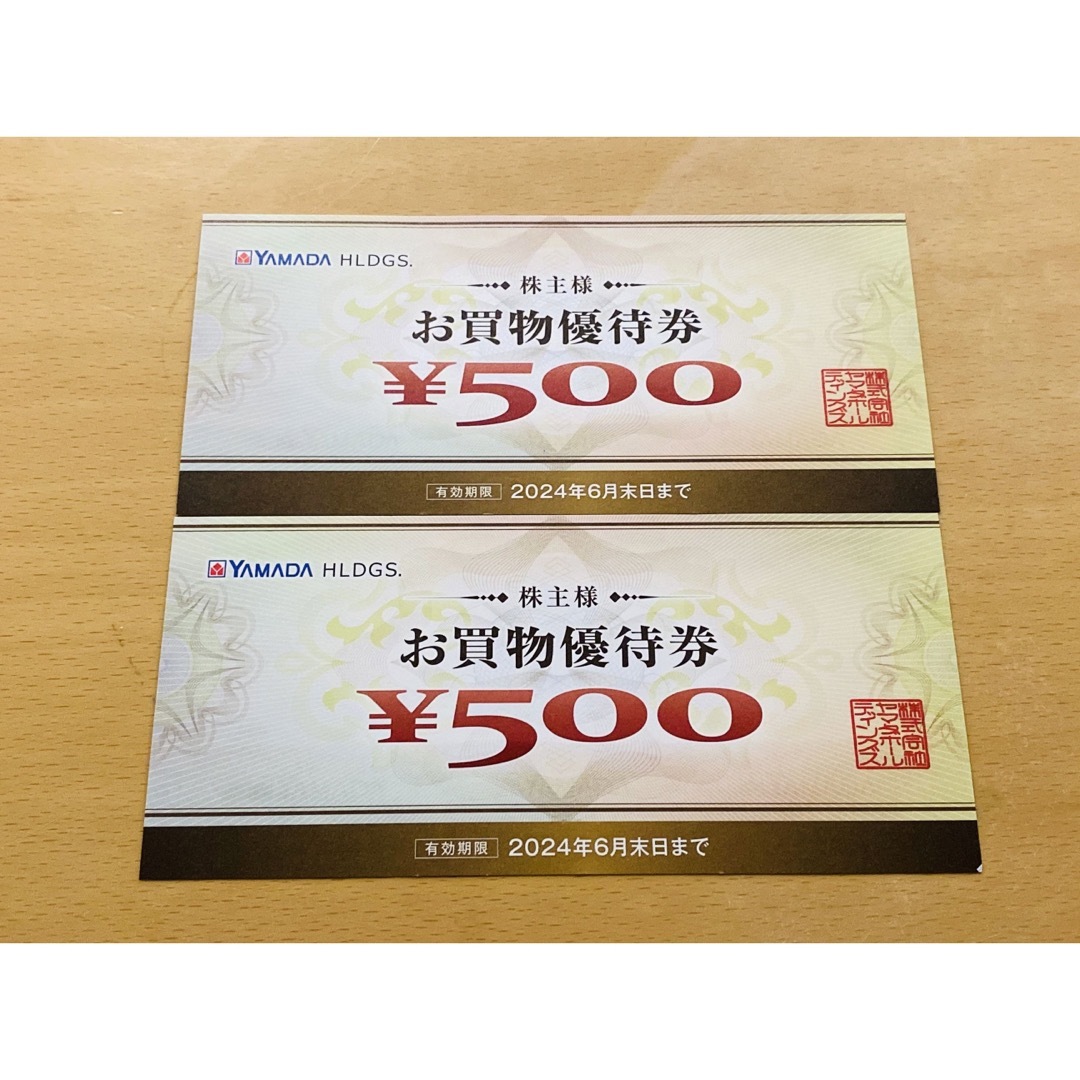 YAMADA HLDGS.
株主様
お買物優待券
¥500
株式会社
ヤマダホール
ディングス
有効期限 2024年6月末日まで
YAMADA HLDGS.
株主様
お買物優待券
¥500
株式会社
ヤマダホール
ディングス
有効期限 2024年6月末日まで